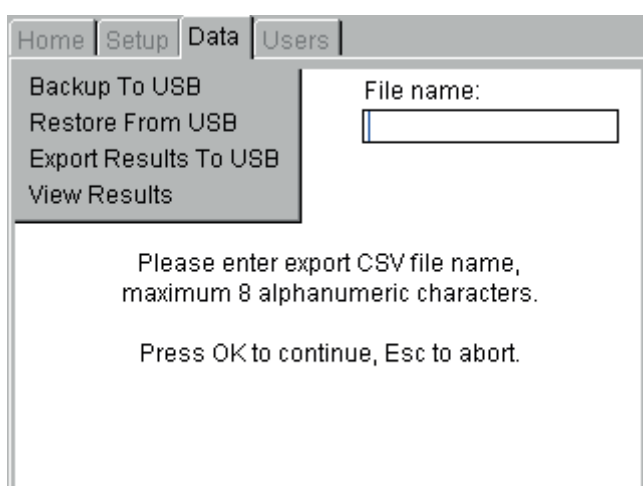 Home Setup Data Users
Backup To USB
Restore From USB
Export Results To USB
View Results
File name:
Please enter export CSV file name,
maximum 8 alphanumeric characters.
Press OK to continue, Esc to abort.